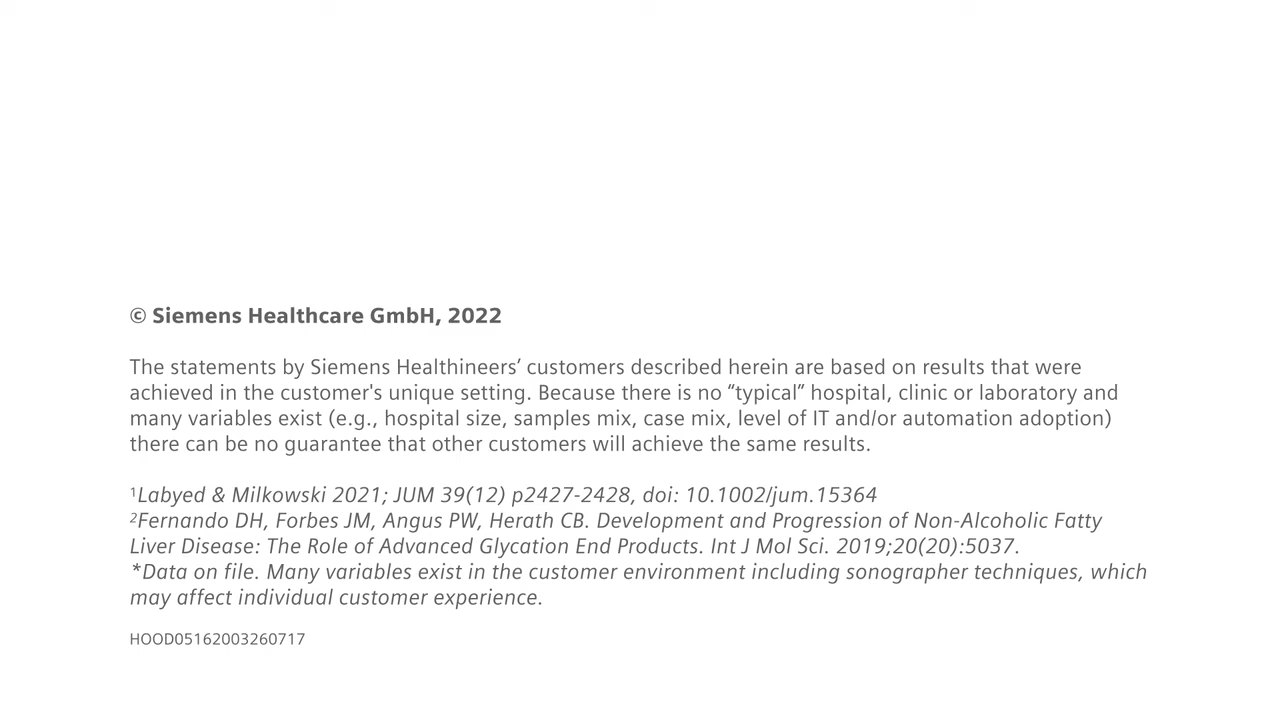 © Siemens Healthcare GmbH, 2022
The statements by Siemens Healthineers’ customers described herein are based on results that were
achieved in the customer's unique setting. Because there is no “typical” hospital, clinic or laboratory and
many variables exist (e.g., hospital size, samples mix, case mix, level of IT and/or automation adoption)
there can be no guarantee that other customers will achieve the same results.
¹Labyed & Milkowski 2021; JUM 39(12) p2427-2428, doi: 10.1002/jum.15364
²Fernando DH, Forbes JM, Angus PW, Herath CB. Development and Progression of Non-Alcoholic Fatty
Liver Disease: The Role of Advanced Glycation End Products. Int J Mol Sci. 2019;20(20):5037.
*Data on file. Many variables exist in the customer environment including sonographer techniques, which
may affect individual customer experience.
HOOD05162003260717